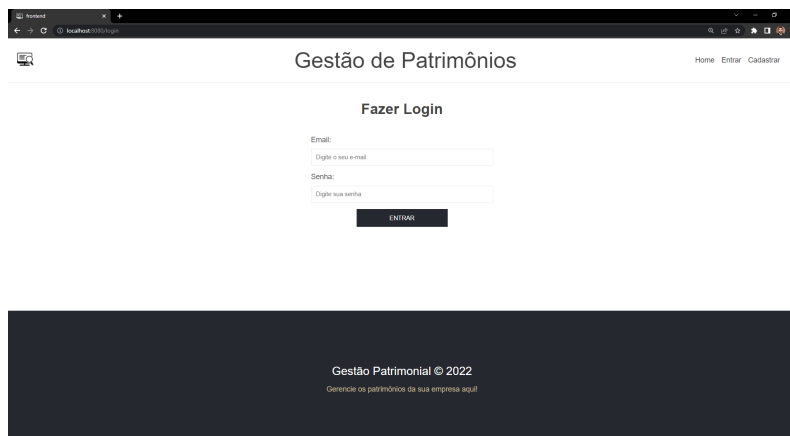 frontend
localhost:8080/login
Gestão de Patrimônios
Home Entrar Cadastrar
Fazer Login
Email:
Digite o seu e-mail
Senha:
Digite sua senha
ENTRAR
Gestão Patrimonial © 2022
Gerencie os patrimônios da sua empresa aqui!